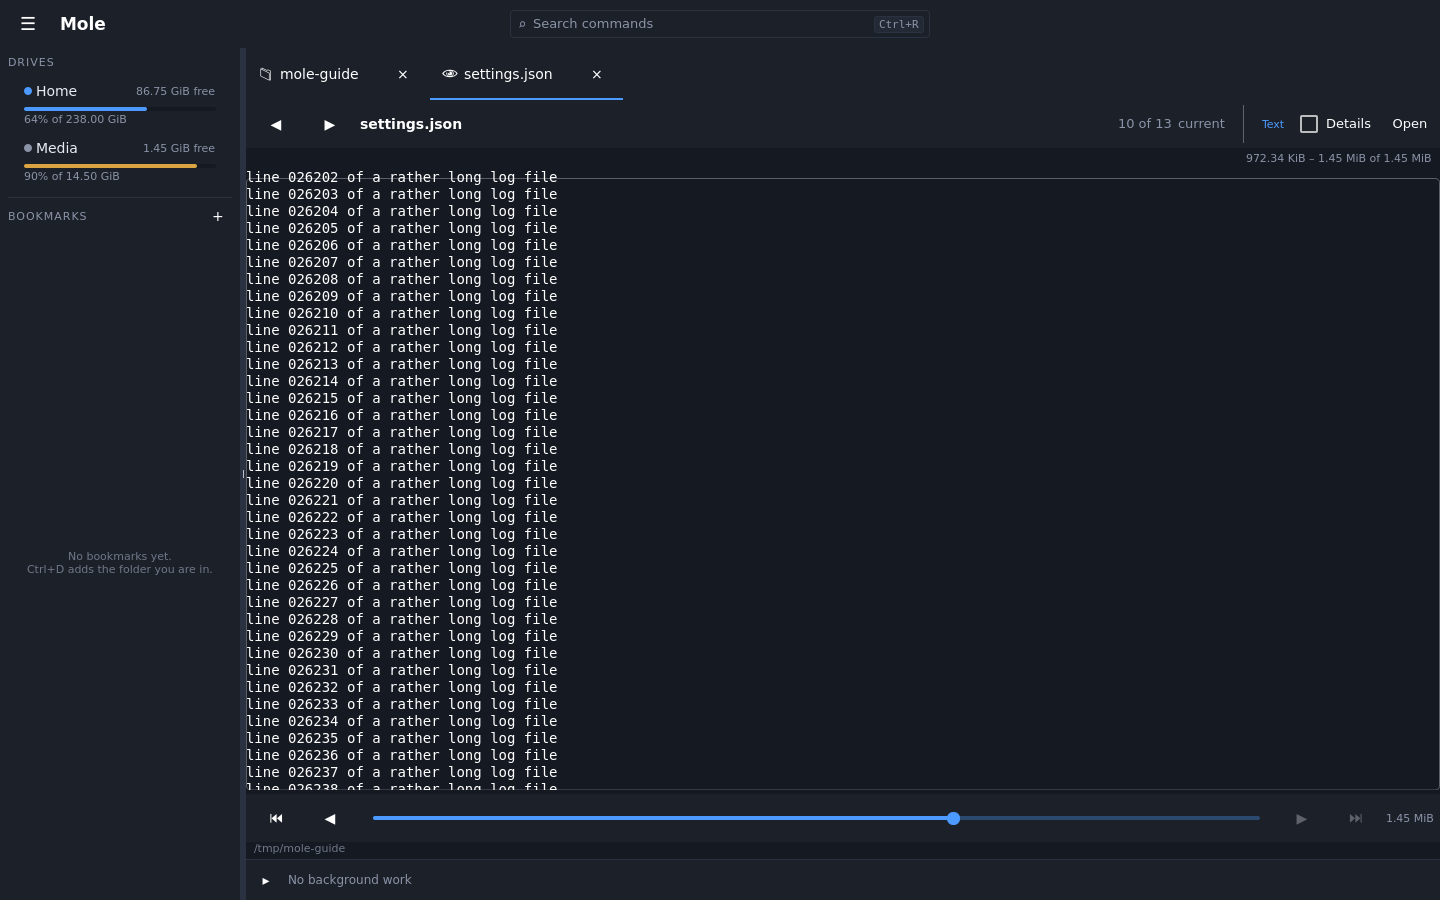 ☰ Mole
Search commands
Ctrl+R
DRIVES
Home 86.75 GiB free
64% of 238.00 GiB
Media 1.45 GiB free
90% of 14.50 GiB
BOOKMARKS +
No bookmarks yet.
Ctrl+D adds the folder you are in.
mole-guide ×
settings.json ×
◀ ▶ settings.json
10 of 13 current
Text
Details
Open
972.34 KiB – 1.45 MiB of 1.45 MiB
line 026202 of a rather long log file
line 026203 of a rather long log file
line 026204 of a rather long log file
line 026205 of a rather long log file
line 026206 of a rather long log file
line 026207 of a rather long log file
line 026208 of a rather long log file
line 026209 of a rather long log file
line 026210 of a rather long log file
line 026211 of a rather long log file
line 026212 of a rather long log file
line 026213 of a rather long log file
line 026214 of a rather long log file
line 026215 of a rather long log file
line 026216 of a rather long log file
line 026217 of a rather long log file
line 026218 of a rather long log file
line 026219 of a rather long log file
line 026220 of a rather long log file
line 026221 of a rather long log file
line 026222 of a rather long log file
line 026223 of a rather long log file
line 026224 of a rather long log file
line 026225 of a rather long log file
line 026226 of a rather long log file
line 026227 of a rather long log file
line 026228 of a rather long log file
line 026229 of a rather long log file
line 026230 of a rather long log file
line 026231 of a rather long log file
line 026232 of a rather long log file
line 026233 of a rather long log file
line 026234 of a rather long log file
line 026235 of a rather long log file
line 026236 of a rather long log file
line 026237 of a rather long log file
line 026238 of a rather long log file
1.45 MiB
/tmp/mole-guide
No background work